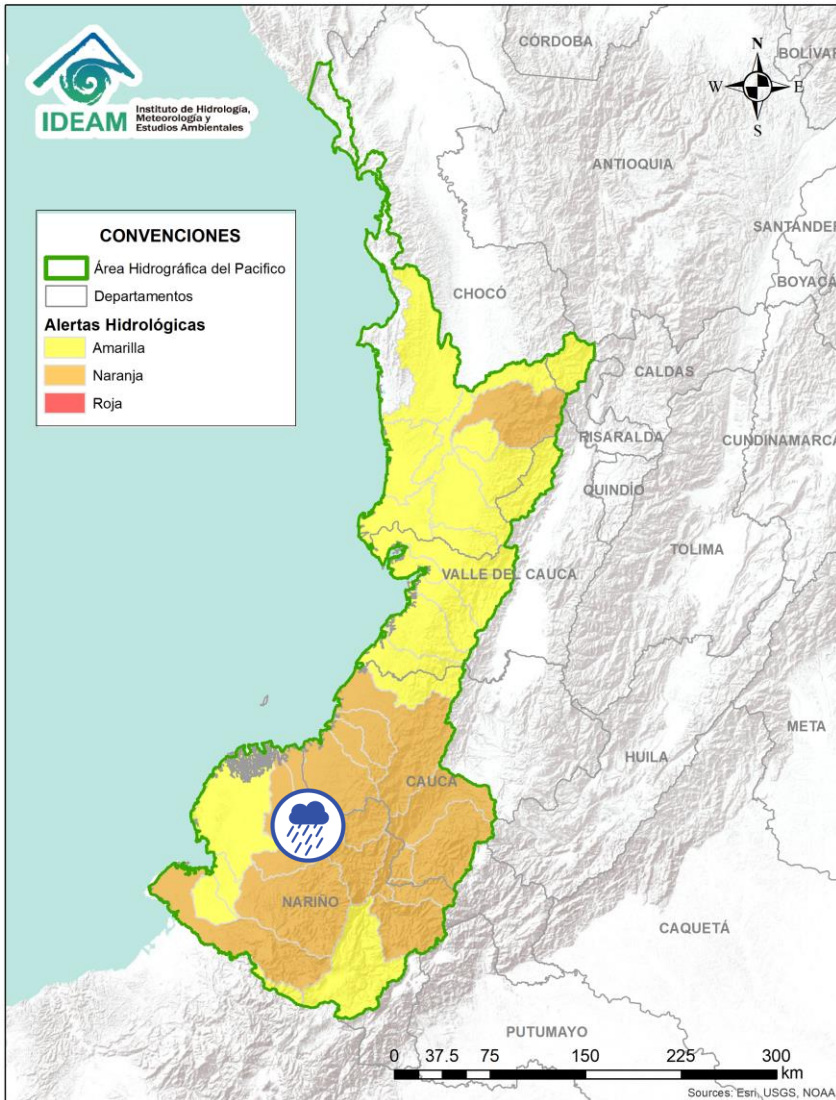 IDEAM
Instituto de Hidrología,
Meteorología y
Estudios Ambientales
CÓRDOBA
BOLÍVAR
N
W
E
S
ANTIOQUIA
SANTANDER
BOYACÁ
CONVENCIONES
Área Hidrográfica del Pacifico
Departamentos
Alertas Hidrológicas
Amarilla
Naranja
Roja
CHOCÓ
CALDAS
RISARALDA
CUNDINAMARCA
QUINDÍO
TOLIMA
VALLE DEL CAUCA
META
HUILA
CAUCA
NARIÑO
CAQUETÁ
PUTUMAYO
0 37.5 75 150 225 300
km
Sources: Esri, USGS, NOAA